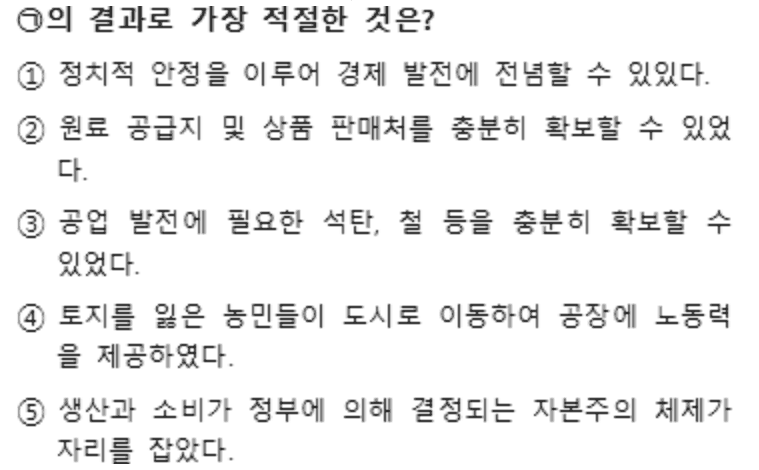 ㉠의 결과로 가장 적절한 것은?
① 정치적 안정을 이루어 경제 발전에 전념할 수 있있다.
② 원료 공급지 및 상품 판매처를 충분히 확보할 수 있었
다.
③ 공업 발전에 필요한 석탄, 철 등을 충분히 확보할 수
있었다.
④ 토지를 잃은 농민들이 도시로 이동하여 공장에 노동력
을 제공하였다.
⑤ 생산과 소비가 정부에 의해 결정되는 자본주의 체제가
자리를 잡았다.